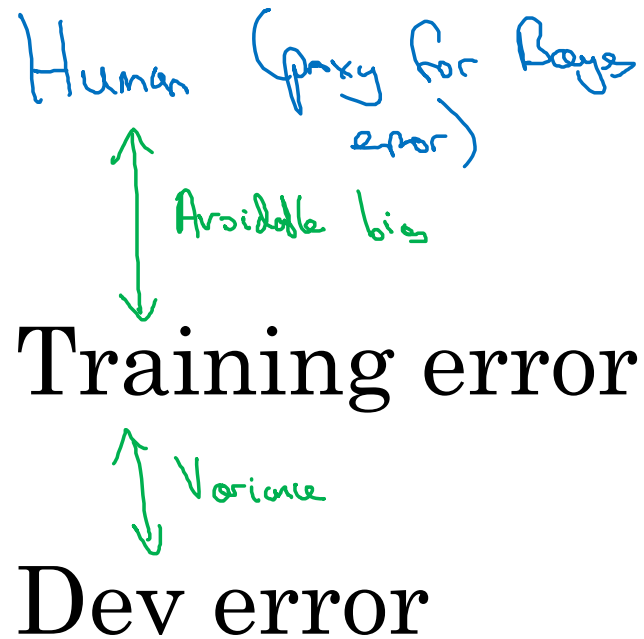 Human (proxy for Bayes
error)
Avoidable bias
Training error
Variance
Dev error